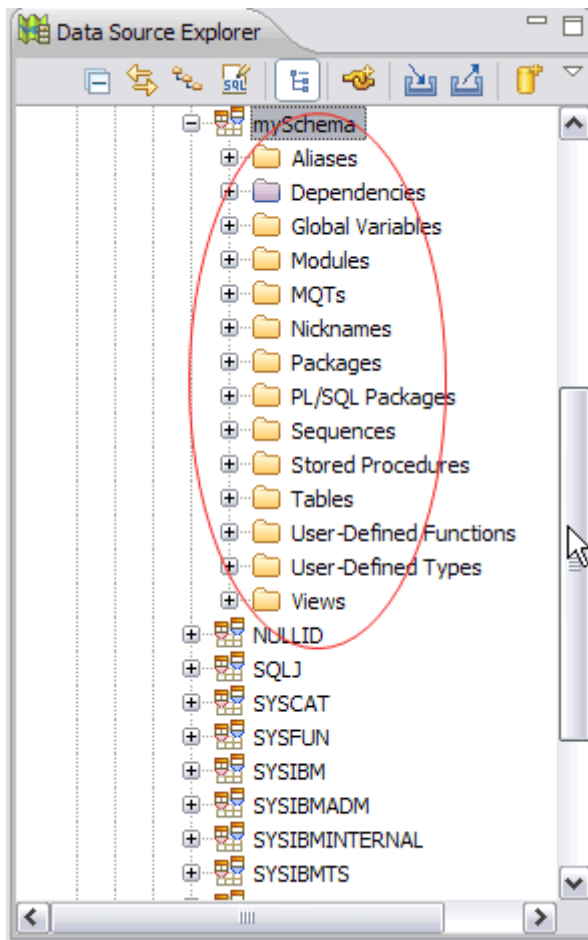 Data Source Explorer
SQL
mySchema
Aliases
Dependencies
Global Variables
Modules
MQTs
Nicknames
Packages
PL/SQL Packages
Sequences
Stored Procedures
Tables
User-Defined Functions
User-Defined Types
Views
NULLID
SQLJ
SYSCAT
SYSFUN
SYSIBM
SYSIBMADM
SYSIBMINTERNAL
SYSIBMTS